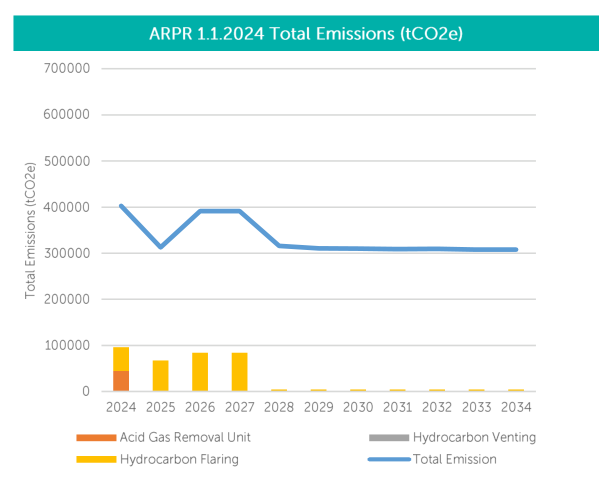 ARPR 1.1.2024 Total Emissions (tCO2e)
Total Emissions (tCO2e)
700000
600000
500000
400000
300000
200000
100000
0
2024 2025 2026 2027 2028 2029 2030 2031 2032 2033 2034
Acid Gas Removal Unit Hydrocarbon Venting
Hydrocarbon Flaring Total Emission